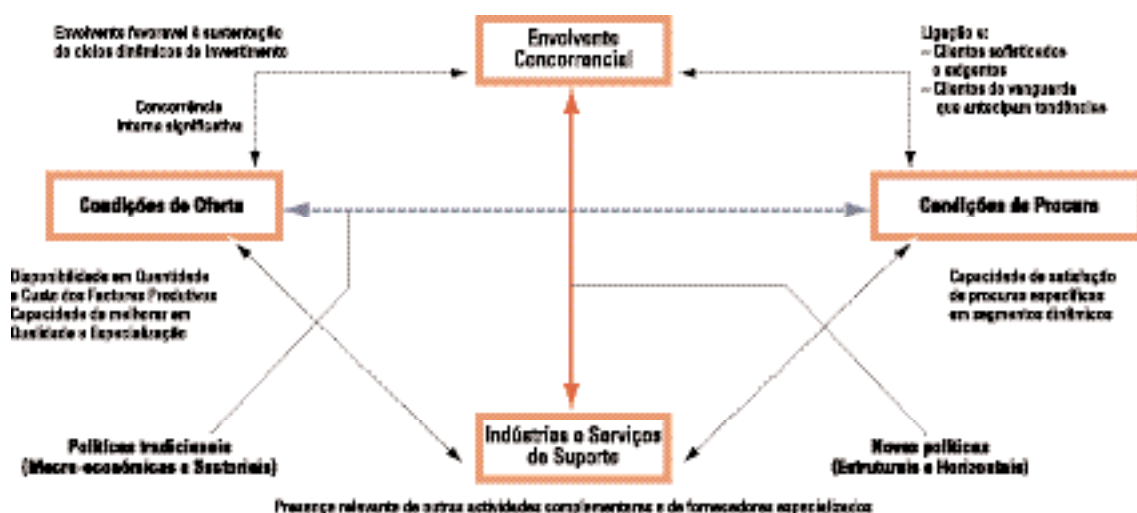 Envolvente favorável à sustentação
de ciclos dinâmicos de investimento
Envolvente
Concorrencial
Ligação a:
– Clientes sofisticados
e exigentes
– Clientes de vanguarda
que antecipam tendências
Concorrência
interna significativa
Condições de Oferta
Condições de Procura
Disponibilidade em Quantidade
e Custo dos Factores Produtivos
Capacidade de melhorar em
Qualidade e Especialização
Capacidade de satisfação
de procuras específicas
em segmentos dinâmicos
Políticas tradicionais
(Macro-económicas e Sectoriais)
Indústrias e Serviços
de Suporte
Novas políticas
(Estruturais e Horizontais)
Presença relevante de outras actividades complementares e de fornecedores especializados